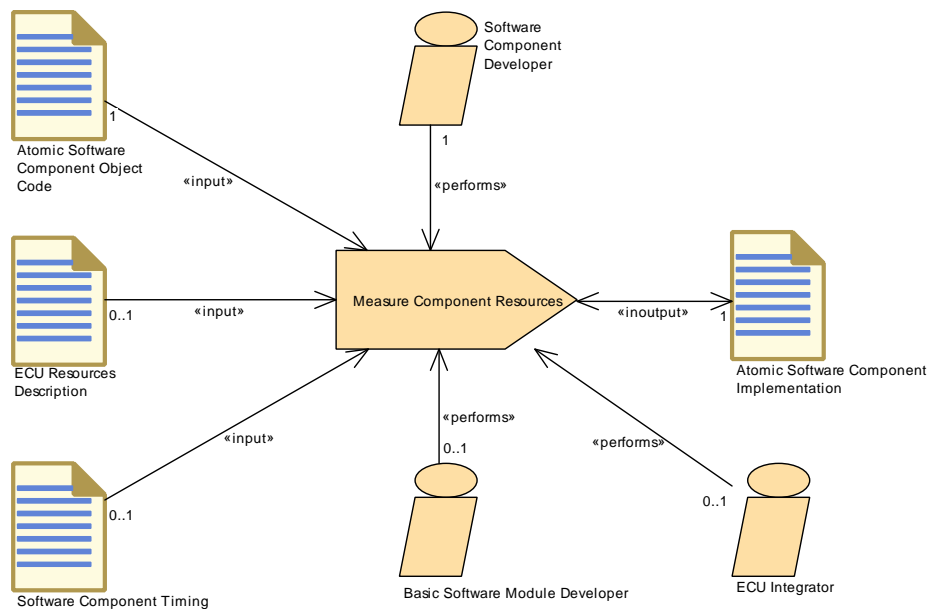 Software
Component
Developer
1
Atomic Software
Component Object
Code
1
«input»
«performs»
Measure Component Resources
0..1
«input»
ECU Resources
Description
«inoutput»
1
Atomic Software Component
Implementation
«input»
«performs»
0..1
«performs»
0..1
0..1
Software Component Timing
Basic Software Module Developer
ECU Integrator